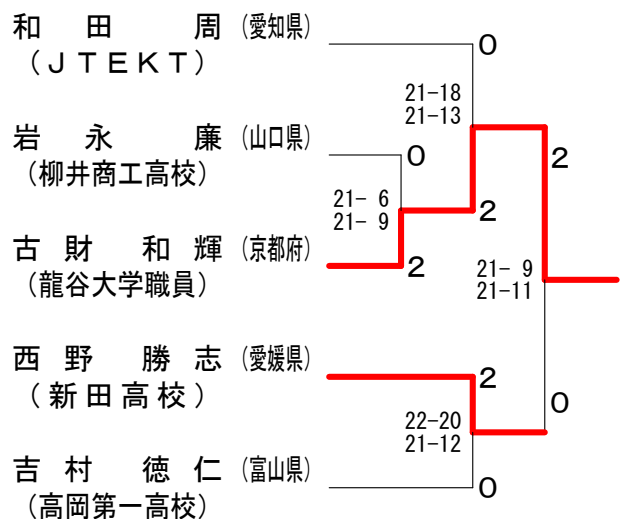 和田 周 (愛知県)
(JTEKT)
0
21-18
21-13
岩永 廉 (山口県)
(柳井商工高校)
0
2
21- 6
21- 9
2
古財 和輝 (京都府)
(龍谷大学職員)
2
21- 9
21-11
西野 勝志 (愛媛県)
(新田高校)
2
0
22-20
21-12
吉村 徳仁 (富山県)
(高岡第一高校)
0